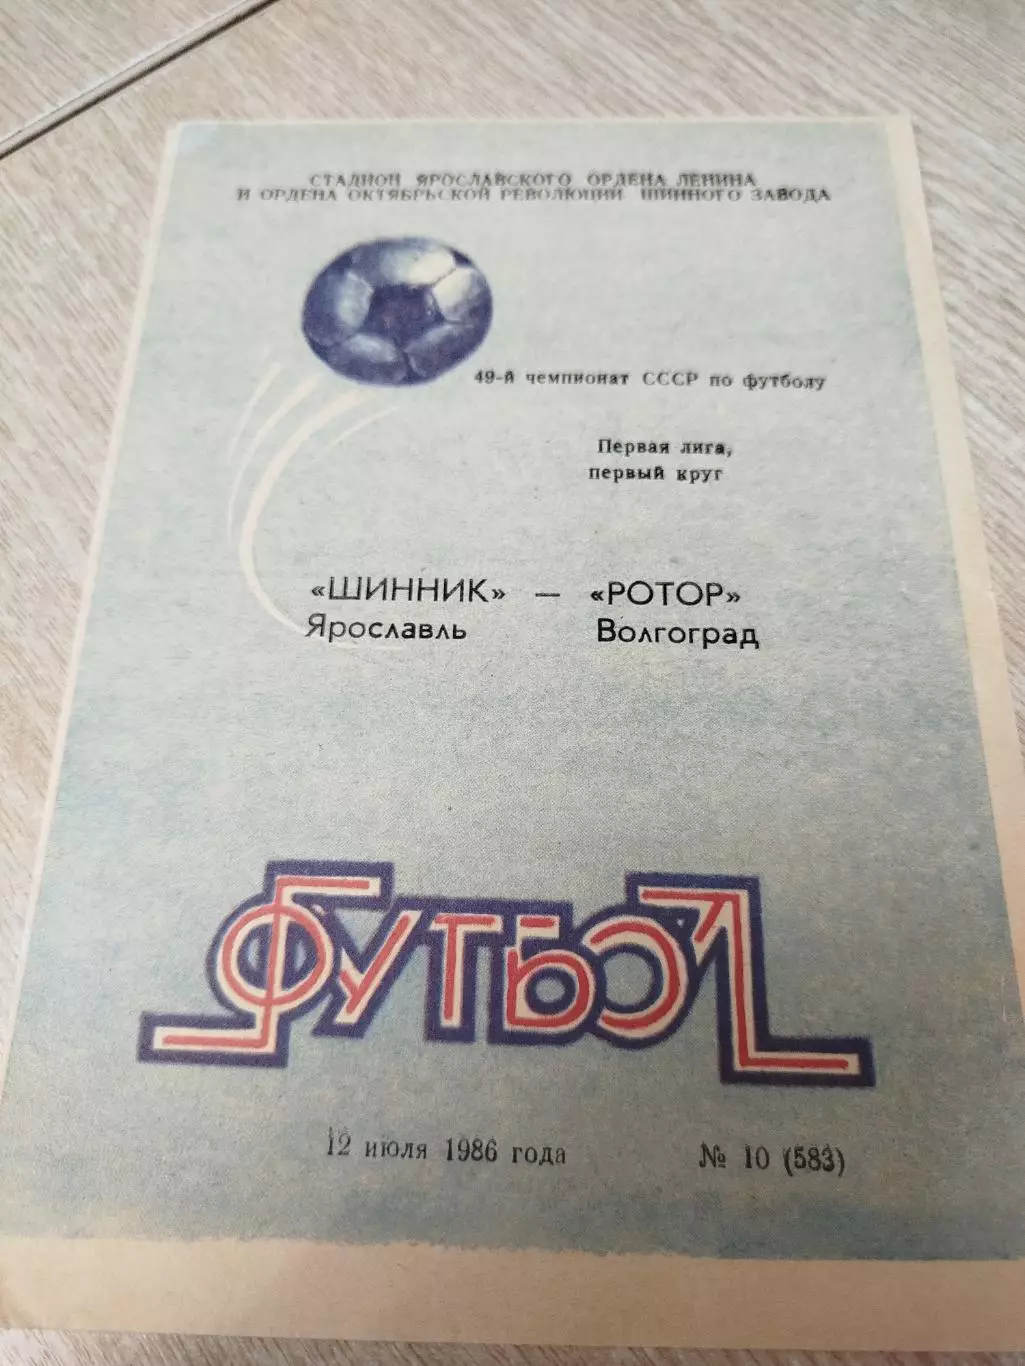 СТАДИОН ЯРОСЛАВСКОГО ОРДЕНА ЛЕНИНА
И ОРДЕНА ОКТЯБРЬСКОЙ РЕВОЛЮЦИИ ШИННОГО ЗАВОДА
49-й чемпионат СССР по футболу
Первая лига,
первый круг
«ШИННИК» — «РОТОР»
Ярославль Волгоград
ФУТБОЛ
12 июля 1986 года № 10 (583)